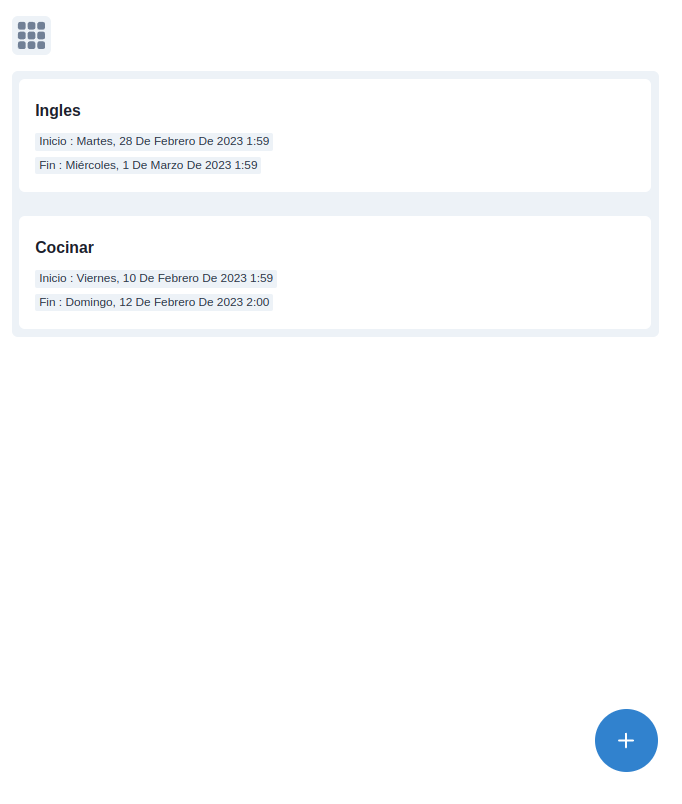 Ingles
Inicio : Martes, 28 De Febrero De 2023 1:59
Fin : Miércoles, 1 De Marzo De 2023 1:59
Cocinar
Inicio : Viernes, 10 De Febrero De 2023 1:59
Fin : Domingo, 12 De Febrero De 2023 2:00